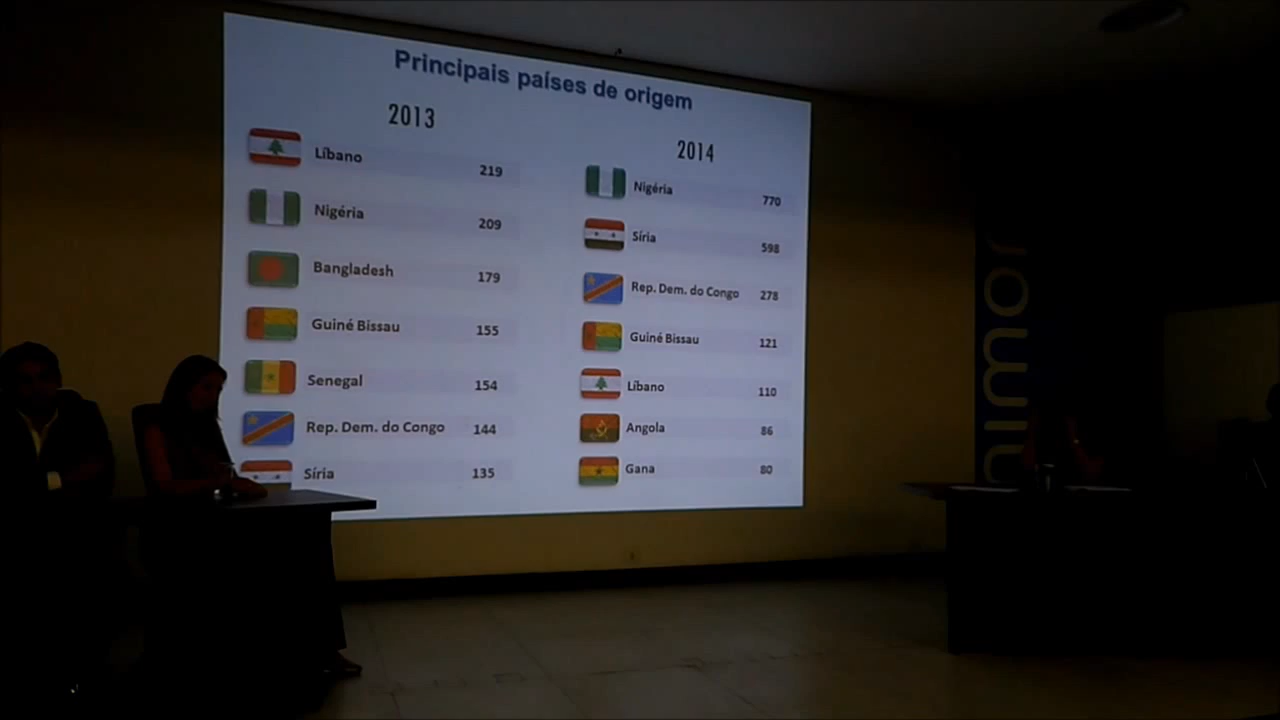 Principais países de origem
2013
Líbano 219
Nigéria 209
Bangladesh 179
Guiné Bissau 155
Senegal 154
Rep. Dem. do Congo 144
Síria 135
2014
Nigéria 770
Síria 598
Rep. Dem. do Congo 278
Guiné Bissau 121
Líbano 110
Angola 86
Gana 80